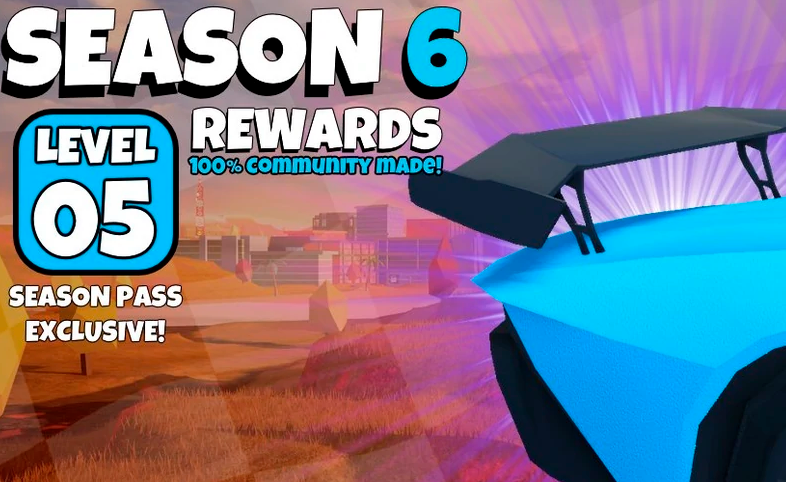 SEASON 6
REWARDS
100% COMMUNITY MADE!
LEVEL
05
SEASON PASS
EXCLUSIVE!